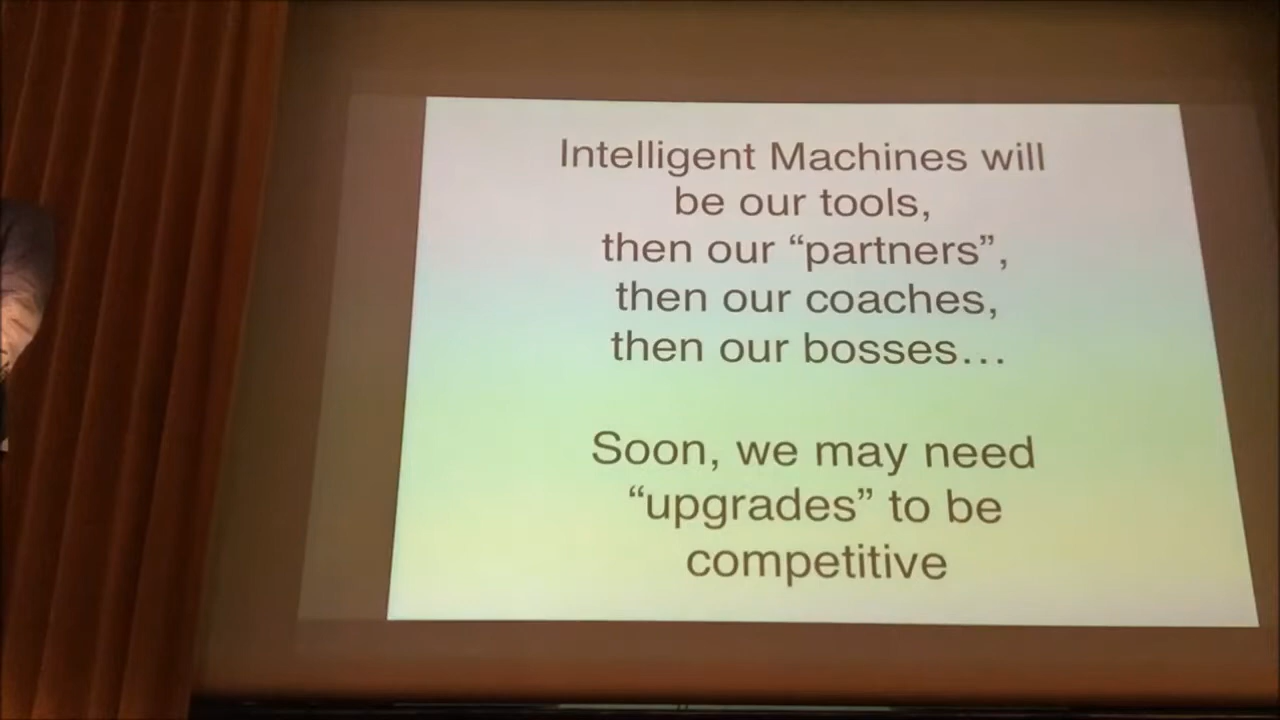 Intelligent Machines will
be our tools,
then our “partners”,
then our coaches,
then our bosses…
Soon, we may need
“upgrades” to be
competitive